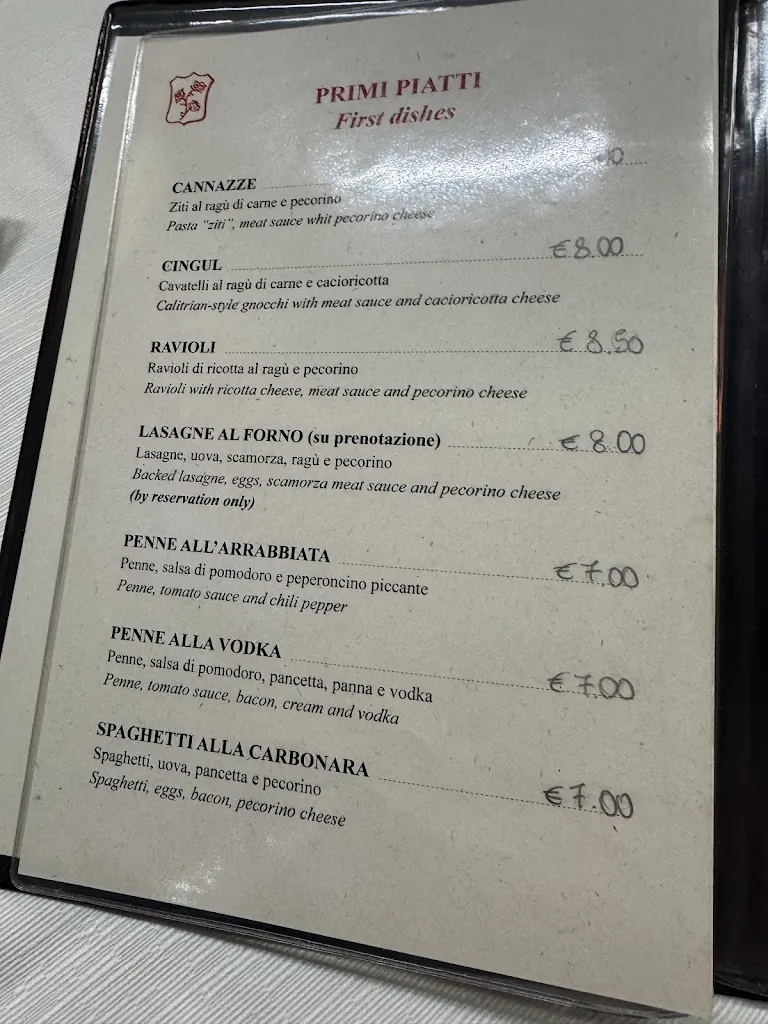 PRIMI PIATTI
First dishes
CANNAZZE
Ziti al ragù di carne e pecorino
Pasta "ziti", meat sauce whit pecorino cheese
CINGUL € 8.00
Cavatelli al ragù di carne e cacioricotta
Calitrian-style gnocchi with meat sauce and cacioricotta cheese
RAVIOLI € 8.50
Ravioli di ricotta al ragù e pecorino
Ravioli with ricotta cheese, meat sauce and pecorino cheese
LASAGNE AL FORNO (su prenotazione) € 8.00
Lasagne, uova, scamorza, ragù e pecorino
Backed lasagne, eggs, scamorza meat sauce and pecorino cheese
(by reservation only)
PENNE ALL'ARRABBIATA € 7.00
Penne, salsa di pomodoro e peperoncino piccante
Penne, tomato sauce and chili pepper
PENNE ALLA VODKA € 7.00
Penne, salsa di pomodoro, pancetta, panna e vodka
Penne, tomato sauce, bacon, cream and vodka
SPAGHETTI ALLA CARBONARA € 7.00
Spaghetti, uova, pancetta e pecorino
Spaghetti, eggs, bacon, pecorino cheese